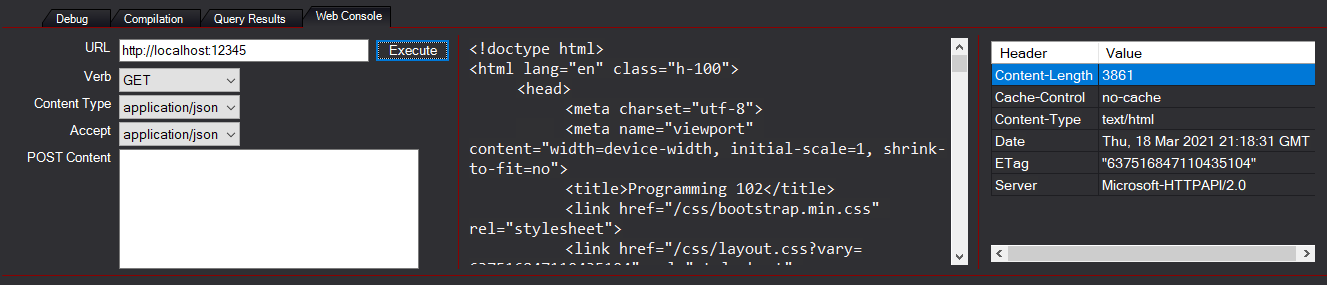 Debug
Compilation
Query Results
Web Console
URL
http://localhost:12345
Execute
Verb
GET
Content Type
application/json
Accept
application/json
POST Content
<!doctype html>
<html lang="en" class="h-100">
<head>
<meta charset="utf-8">
<meta name="viewport"
content="width=device-width, initial-scale=1, shrink-
to-fit=no">
<title>Programming 102</title>
<link href="/css/bootstrap.min.css"
rel="stylesheet">
<link href="/css/layout.css?vary=
Header Value
Content-Length 3861
Cache-Control no-cache
Content-Type text/html
Date Thu, 18 Mar 2021 21:18:31 GMT
ETag "637516847110435104"
Server Microsoft-HTTPAPI/2.0